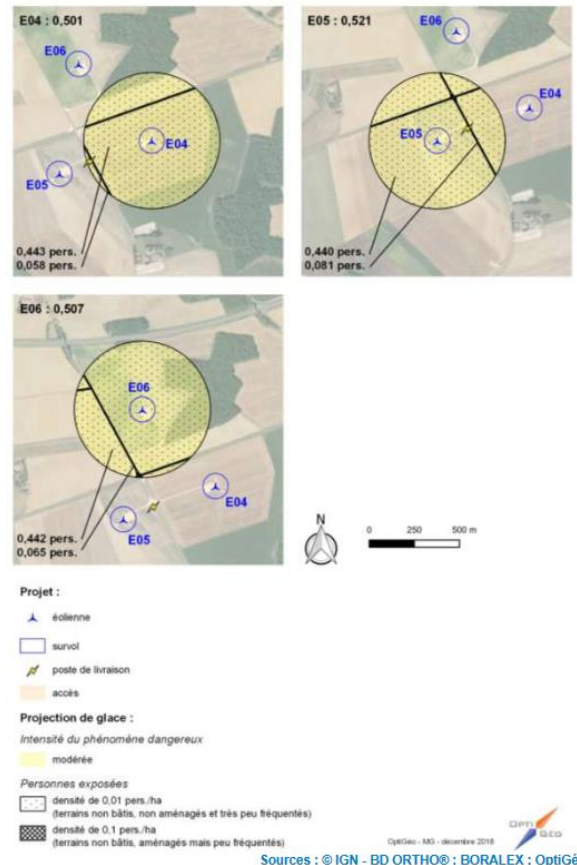 E04 : 0,501
E06
E04
E05
0,443 pers.
0,058 pers.
E05 : 0,521
E06
E04
E05
0,440 pers.
0,081 pers.
E06 : 0,507
E06
E04
E05
0,442 pers.
0,065 pers.
N
0 250 500 m
Projet :
éolienne
survol
poste de livraison
accès
Projection de glace :
Intensité du phénomène dangereux
modérée
Personnes exposées
densité de 0,01 pers./ha
(terrains non bâtis, non aménagés et très peu fréquentés)
densité de 0,1 pers./ha
(terrains non bâtis, aménagés mais peu fréquentés)
OptiGéo - MG - décembre 2016
OPTI GÉO
Sources : © IGN - BD ORTHO® : BORALEX : OptiGé